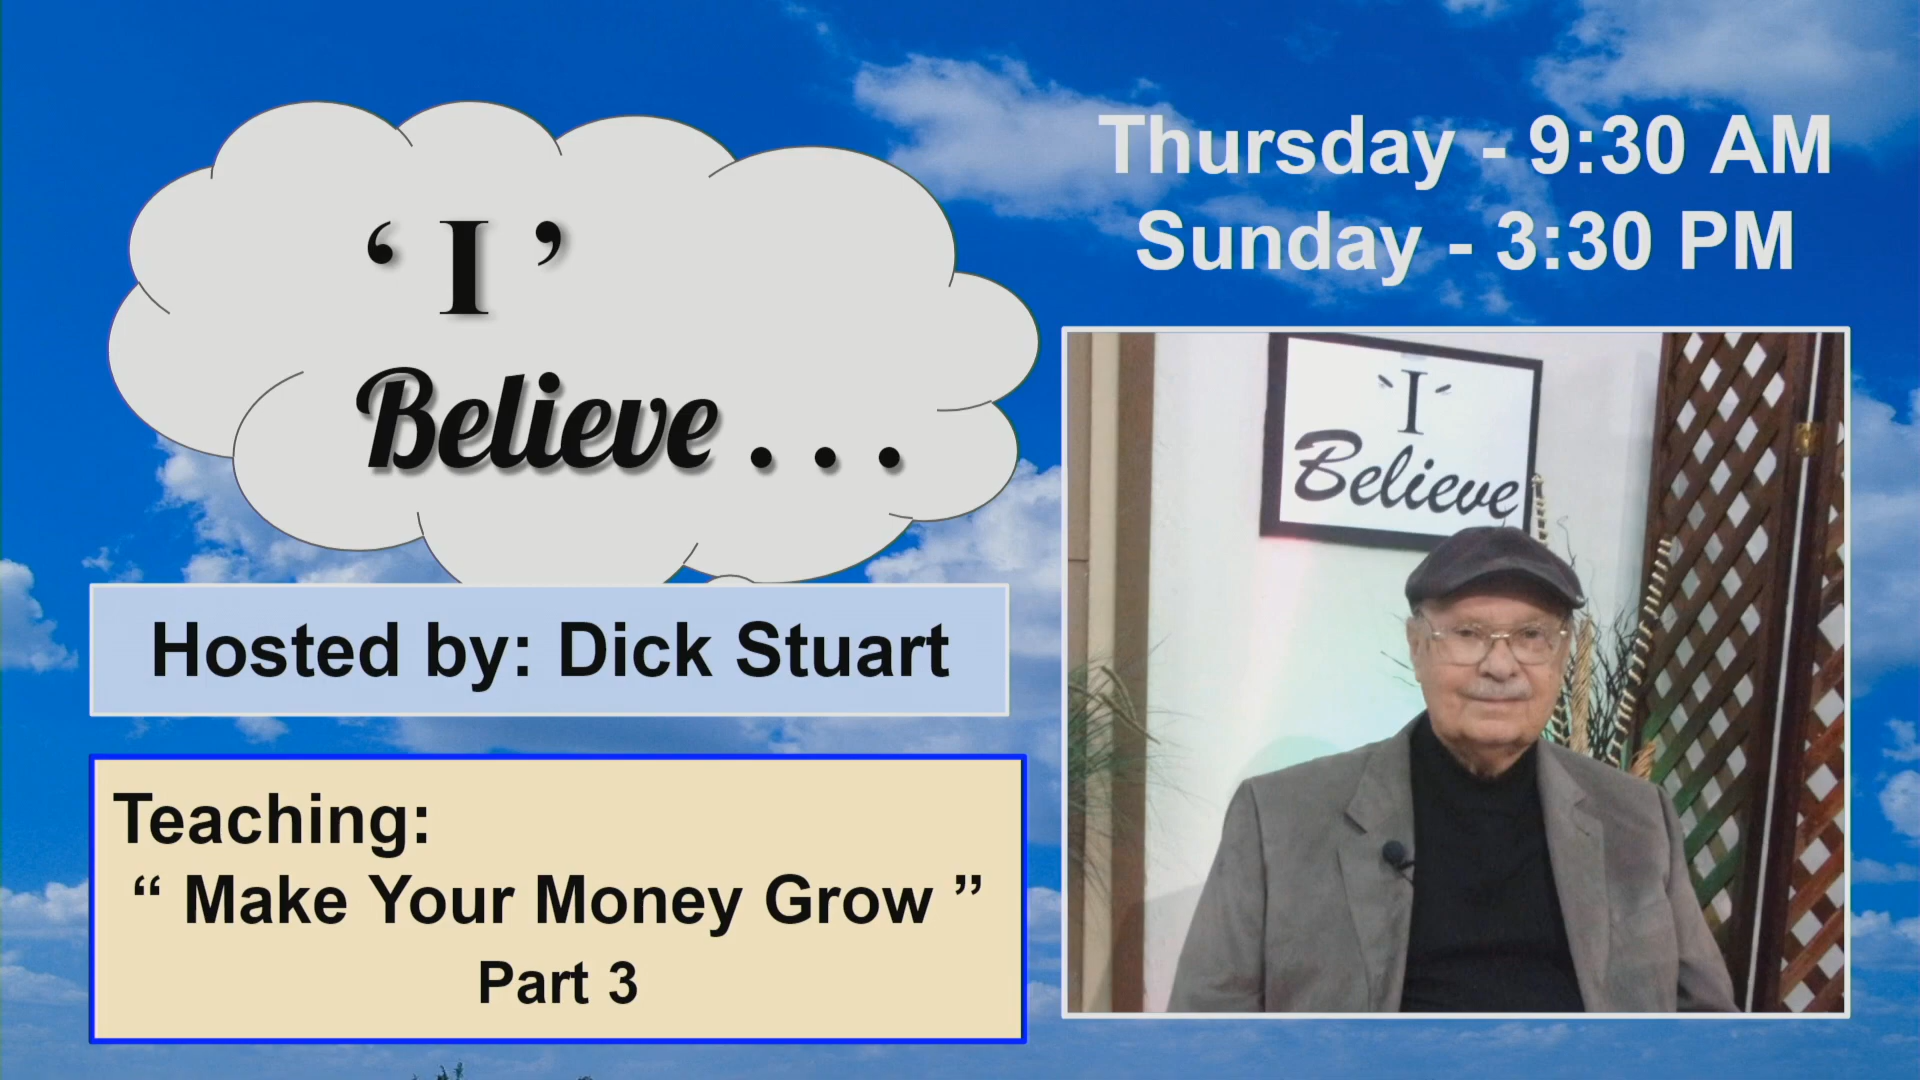 ‘ I ’
Believe . . .
Thursday - 9:30 AM
Sunday - 3:30 PM
Hosted by: Dick Stuart
Teaching:
“ Make Your Money Grow ”
Part 3
'I'
Believe